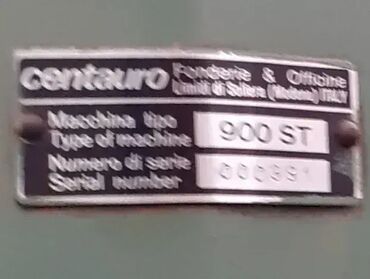 centauro Fonderie & Officine
Limidi di Soliera (Modena) ITALY
Macchina tipo
Type of machine
900 ST
Numero di serie
Serial number
000991